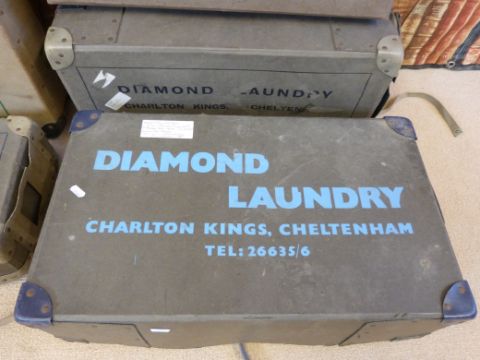 DIAMOND LAUNDRY
CHARLTON KINGS, CHELTENHAM
DIAMOND
LAUNDRY
CHARLTON KINGS, CHELTENHAM
TEL: 26635/6